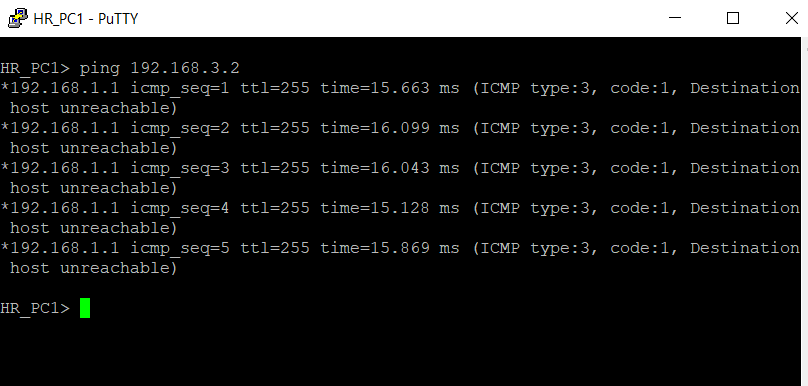 HR_PC1 - PuTTY
HR_PC1> ping 192.168.3.2
*192.168.1.1 icmp_seq=1 ttl=255 time=15.663 ms (ICMP type:3, code:1, Destination
 host unreachable)
*192.168.1.1 icmp_seq=2 ttl=255 time=16.099 ms (ICMP type:3, code:1, Destination
 host unreachable)
*192.168.1.1 icmp_seq=3 ttl=255 time=16.043 ms (ICMP type:3, code:1, Destination
 host unreachable)
*192.168.1.1 icmp_seq=4 ttl=255 time=15.128 ms (ICMP type:3, code:1, Destination
 host unreachable)
*192.168.1.1 icmp_seq=5 ttl=255 time=15.869 ms (ICMP type:3, code:1, Destination
 host unreachable)
HR_PC1>